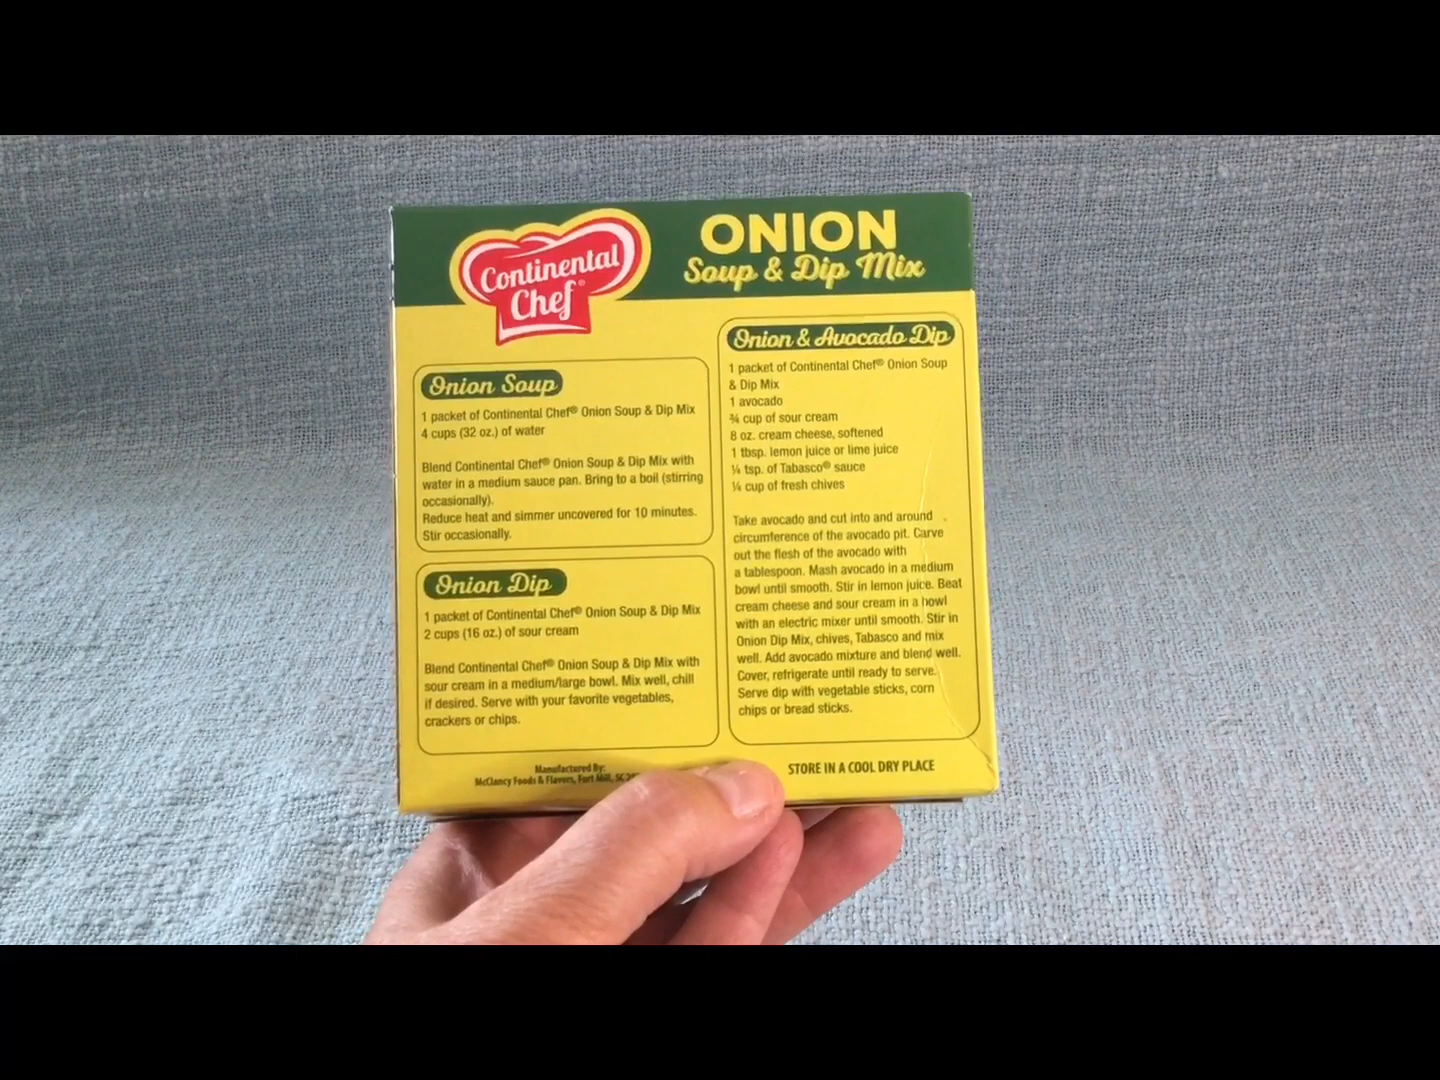 Continental
Chef®
ONION
Soup & Dip Mix
Onion Soup
1 packet of Continental Chef® Onion Soup & Dip Mix
4 cups (32 oz.) of water
Blend Continental Chef® Onion Soup & Dip Mix with
water in a medium sauce pan. Bring to a boil (stirring
occasionally).
Reduce heat and simmer uncovered for 10 minutes.
Stir occasionally.
Onion Dip
1 packet of Continental Chef® Onion Soup & Dip Mix
2 cups (16 oz.) of sour cream
Blend Continental Chef® Onion Soup & Dip Mix with
sour cream in a medium/large bowl. Mix well, chill
if desired. Serve with your favorite vegetables,
crackers or chips.
Onion & Avocado Dip
1 packet of Continental Chef® Onion Soup
& Dip Mix
1 avocado
¾ cup of sour cream
8 oz. cream cheese, softened
1 tbsp. lemon juice or lime juice
¼ tsp. of Tabasco® sauce
¼ cup of fresh chives
Take avocado and cut into and around
circumference of the avocado pit. Carve
out the flesh of the avocado with
a tablespoon. Mash avocado in a medium
bowl until smooth. Stir in lemon juice. Beat
cream cheese and sour cream in a bowl
with an electric mixer until smooth. Stir in
Onion Dip Mix, chives, Tabasco and mix
well. Add avocado mixture and blend well.
Cover, refrigerate until ready to serve.
Serve dip with vegetable sticks, corn
chips or bread sticks.
Manufactured By:
McClancy Foods & Flavors, Fort Mill, SC
STORE IN A COOL DRY PLACE